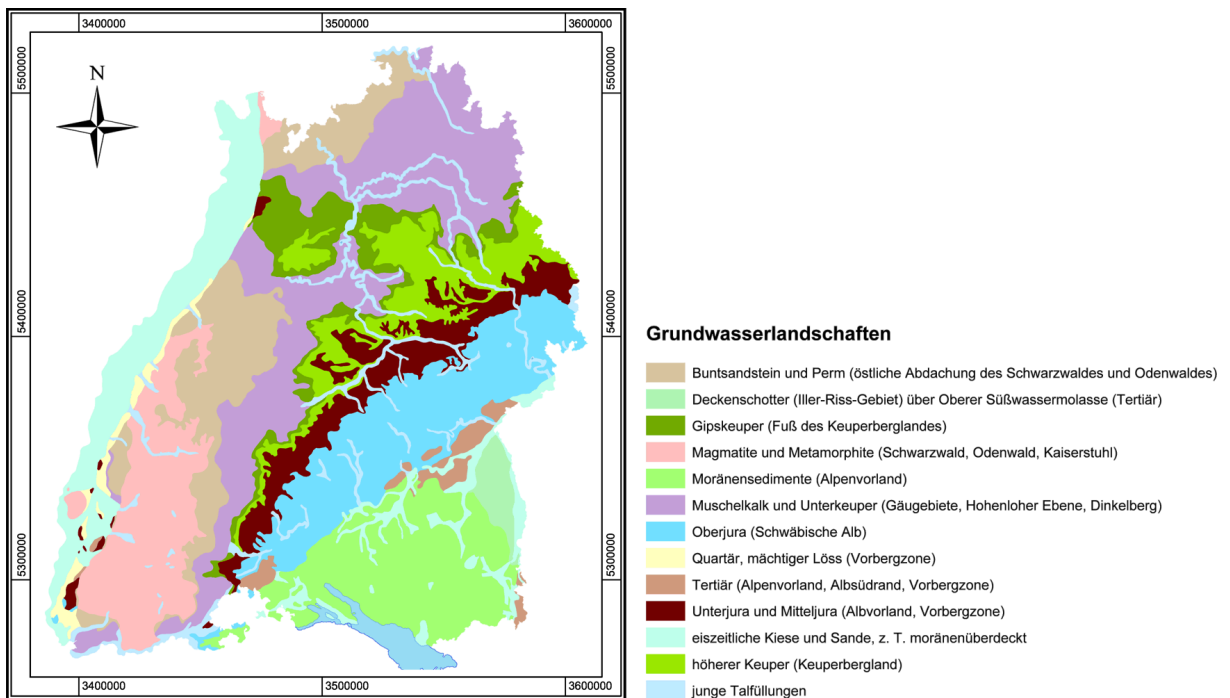 3400000 3500000 3600000
5500000 5500000
N
5400000 5400000
5300000 5300000
3400000 3500000 3600000
Grundwasserlandschaften
Buntsandstein und Perm (östliche Abdachung des Schwarzwaldes und Odenwaldes)
Deckenschotter (Iller-Riss-Gebiet) über Oberer Süßwassermolasse (Tertiär)
Gipskeuper (Fuß des Keuperberglandes)
Magmatite und Metamorphite (Schwarzwald, Odenwald, Kaiserstuhl)
Moränensedimente (Alpenvorland)
Muschelkalk und Unterkeuper (Gäugebiete, Hohenloher Ebene, Dinkelberg)
Oberjura (Schwäbische Alb)
Quartär, mächtiger Löss (Vorbergzone)
Tertiär (Alpenvorland, Albsüdrand, Vorbergzone)
Unterjura und Mitteljura (Albvorland, Vorbergzone)
eiszeitliche Kiese und Sande, z. T. moränenüberdeckt
höherer Keuper (Keuperbergland)
junge Talfüllungen